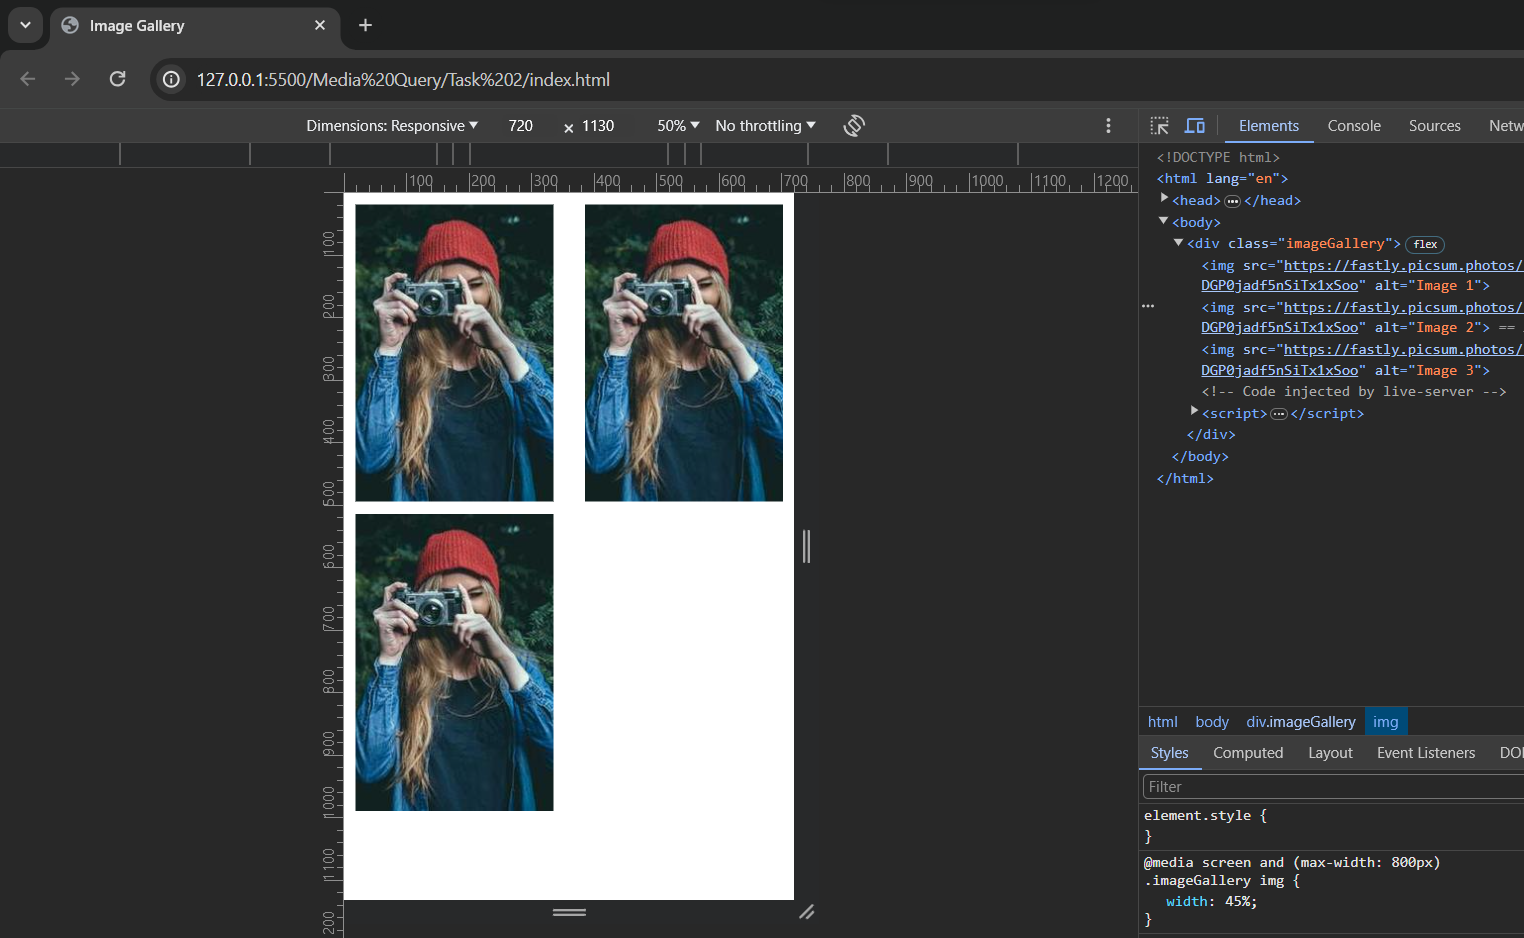 Image Gallery
127.0.0.1:5500/Media%20Query/Task%202/index.html
Dimensions: Responsive 720 × 1130 50% No throttling
Elements Console Sources Netw
100 200 300 400 500 600 700 800 900 1000 1100 1200
100
200
300
400
500
600
700
800
900
1000
1100
200
<!DOCTYPE html>
<html lang="en">
<head> ••• </head>
<body>
<div class="imageGallery"> flex
<img src="https://fastly.picsum.photos/
DGP0jadf5nSiTx1xSoo" alt="Image 1">
<img src="https://fastly.picsum.photos/
DGP0jadf5nSiTx1xSoo" alt="Image 2"> ==
<img src="https://fastly.picsum.photos/
DGP0jadf5nSiTx1xSoo" alt="Image 3">
<!-- Code injected by live-server -->
<script> ••• </script>
</div>
</body>
</html>
html body div.imageGallery img
Styles Computed Layout Event Listeners DO
Filter
element.style {
}
@media screen and (max-width: 800px)
.imageGallery img {
width: 45%;
}